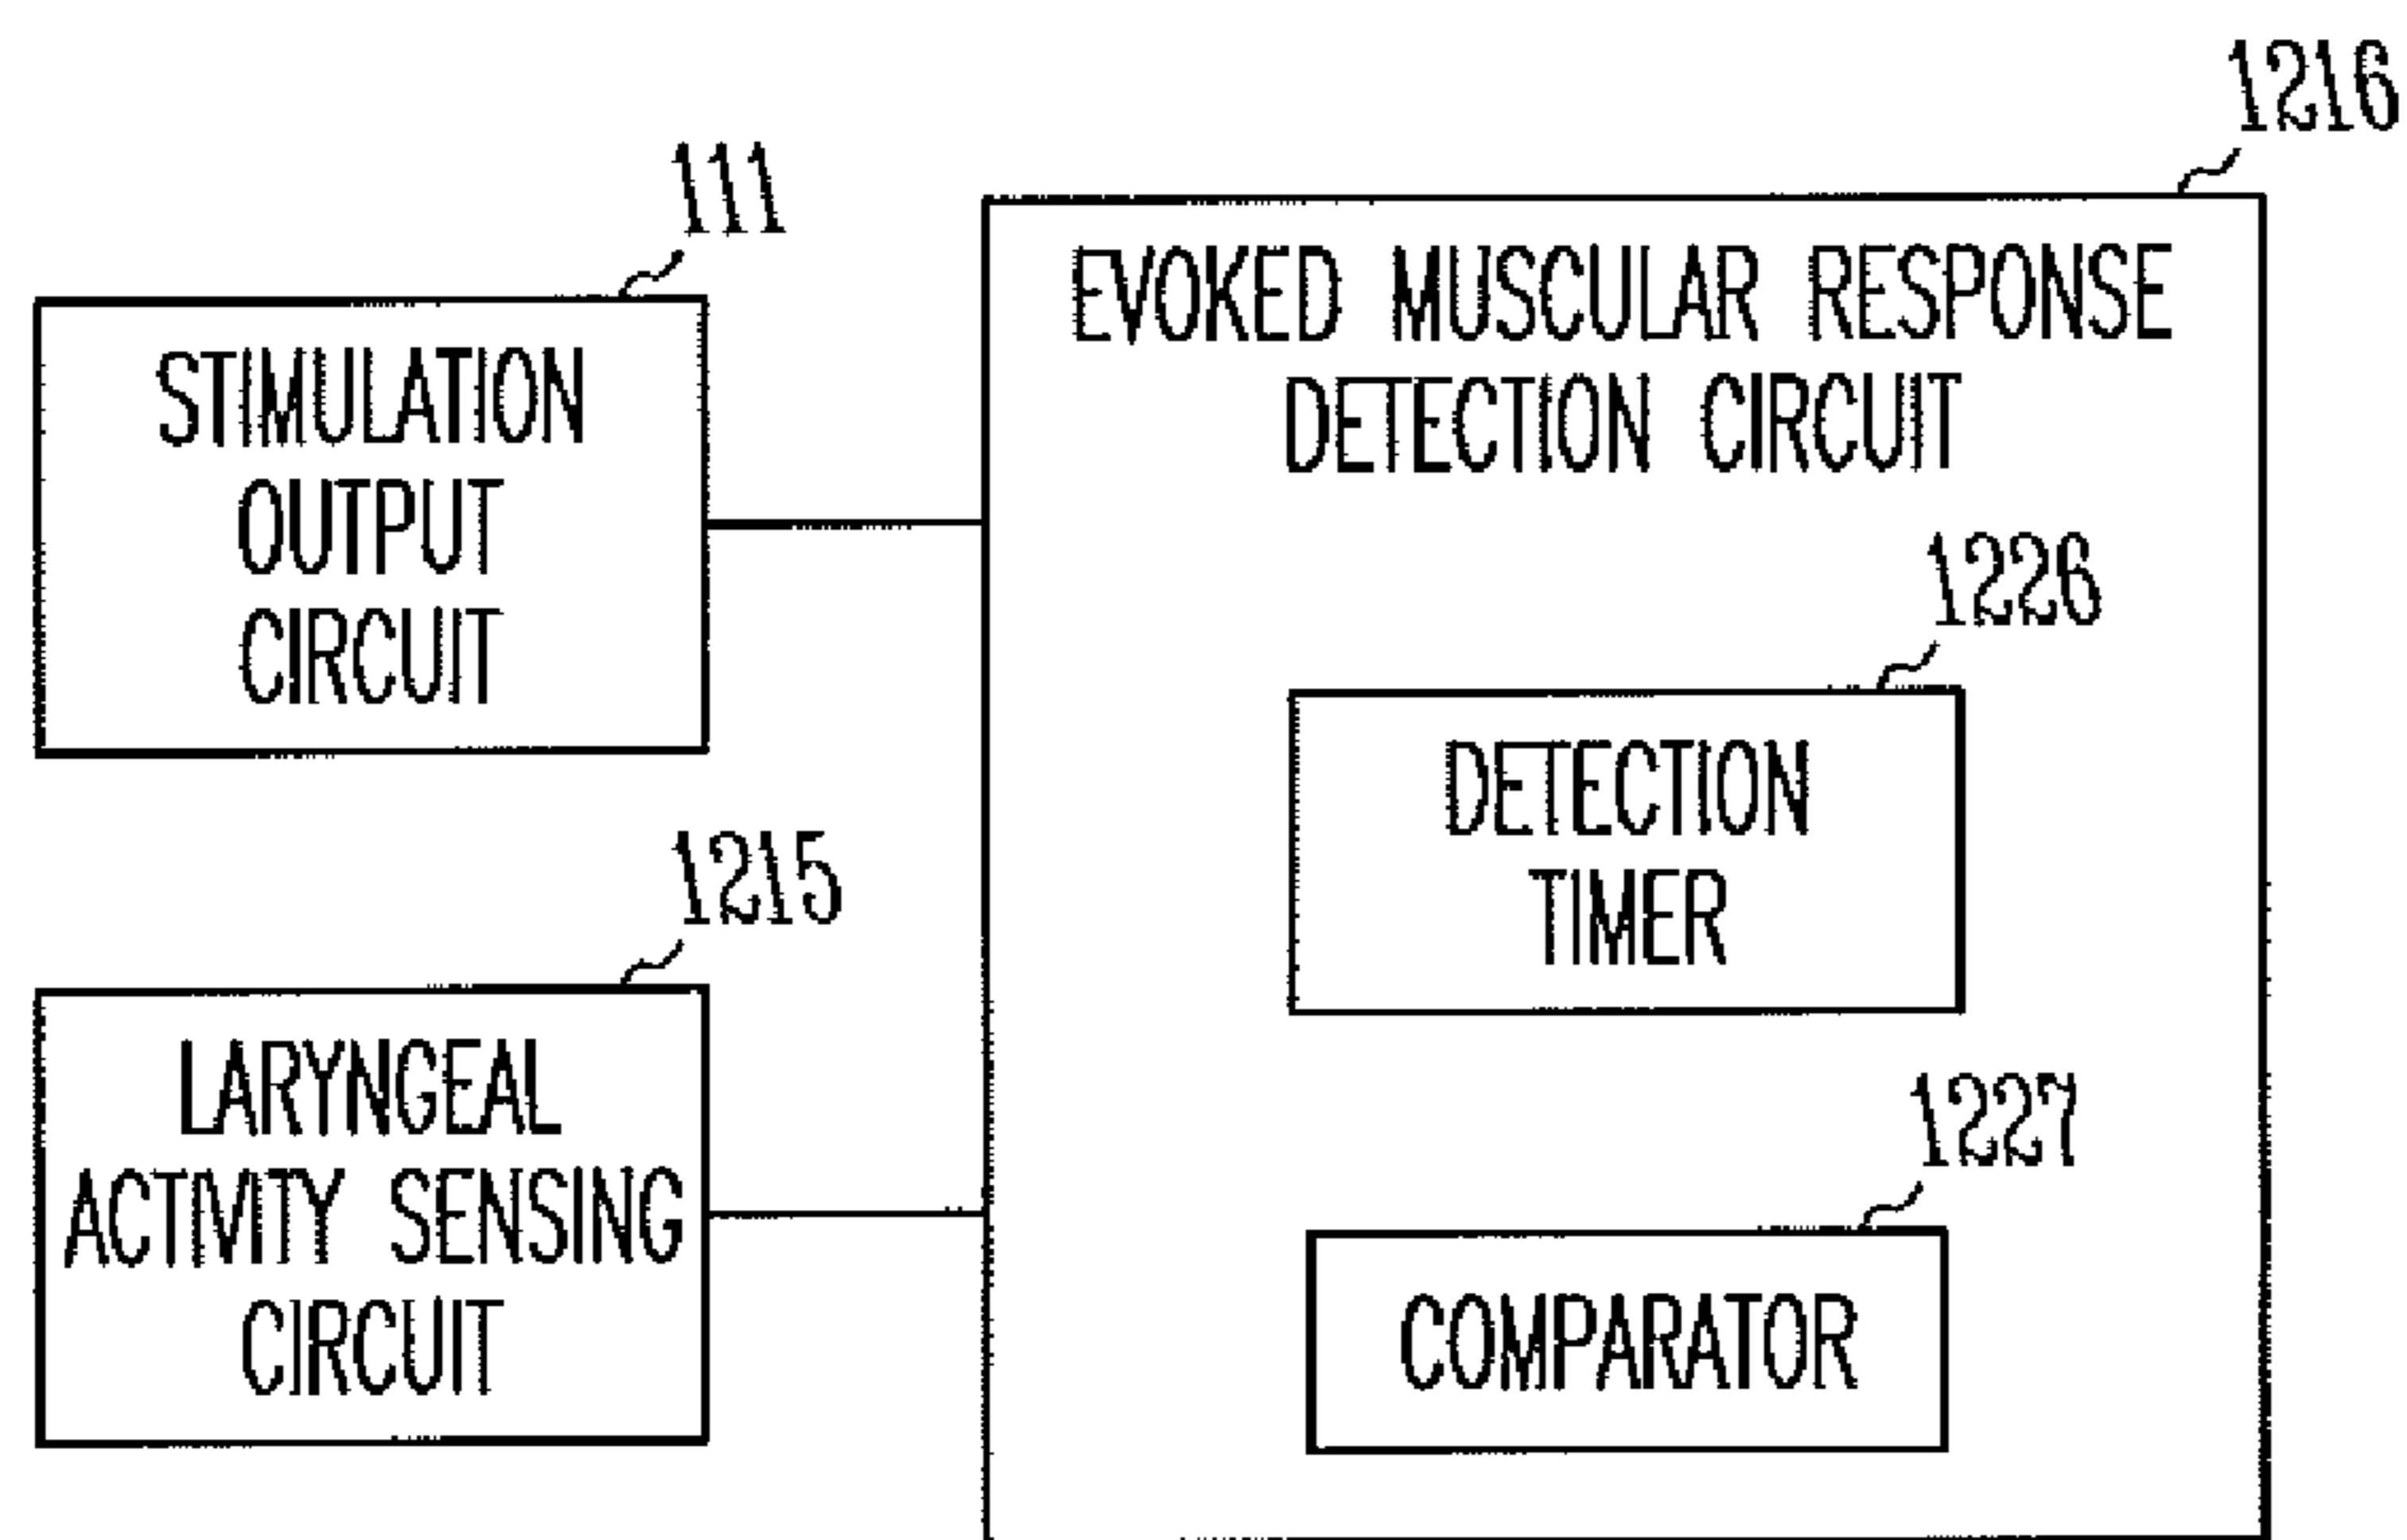 1216
111
EVOKED MUSCULAR RESPONSE
DETECTION CIRCUIT
STIMULATION
OUTPUT
CIRCUIT
1226
DETECTION
TIMER
1215
LARYNGEAL
ACTIVITY SENSING
CIRCUIT
1227
COMPARATOR